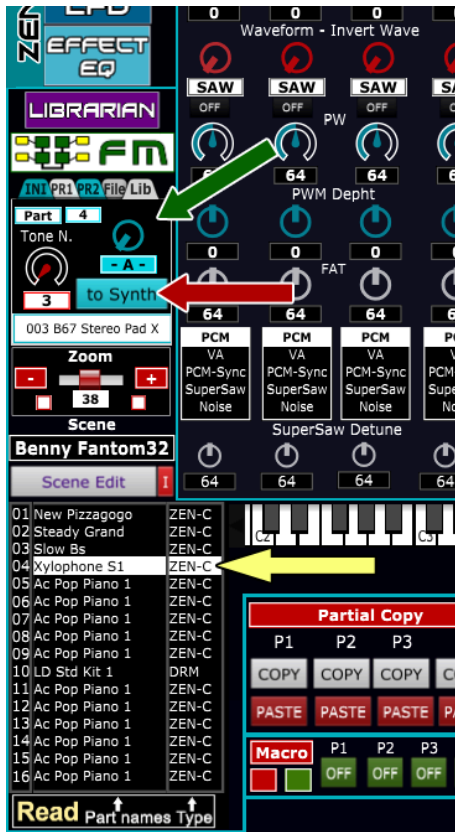 ZEN
EFFECT
EQ
LIBRARIAN
FM
INI PR1 PR2 File Lib
Part 4
Tone N.
- A -
3
to Synth
003 B67 Stereo Pad X
Zoom
- +
38
Scene
Benny Fantom32
Scene Edit I
0 0
Waveform - Invert Wave
SAW SAW
OFF OFF OFF
PW
64 64
PWM Depht
0 0
FAT
64 64 64
PCM PCM PCM
VA VA VA
PCM-Sync PCM-Sync PCM-Sync
SuperSaw SuperSaw SuperSaw
Noise Noise Noise
SuperSaw Detune
64 64 64 64
01 New Pizzagogo ZEN-C
02 Steady Grand ZEN-C
03 Slow Bs ZEN-C
04 Xylophone S1 ZEN-C
05 Ac Pop Piano 1 ZEN-C
06 Ac Pop Piano 1 ZEN-C
07 Ac Pop Piano 1 ZEN-C
08 Ac Pop Piano 1 ZEN-C
09 Ac Pop Piano 1 ZEN-C
10 LD Std Kit 1 DRM
11 Ac Pop Piano 1 ZEN-C
12 Ac Pop Piano 1 ZEN-C
13 Ac Pop Piano 1 ZEN-C
14 Ac Pop Piano 1 ZEN-C
15 Ac Pop Piano 1 ZEN-C
16 Ac Pop Piano 1 ZEN-C
Read Part names Type
C2 C3
Partial Copy
P1 P2 P3
COPY COPY COPY
PASTE PASTE PASTE
Macro P1 P2 P3
OFF OFF OFF